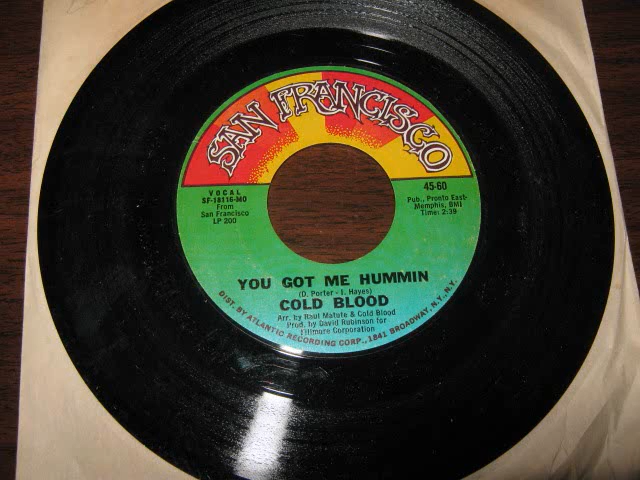 SAN FRANCISCO
VOCAL
SF-18116-MO
From
San Francisco
LP 200
45-60
Pub., Pronto East-
Memphis, BMI
Time: 2:39
YOU GOT ME HUMMIN
(D. Porter - I. Hayes)
COLD BLOOD
Arr. by Raul Matute & Cold Blood
Prod. by David Rubinson for
Fillmore Corporation
DIST. BY ATLANTIC RECORDING CORP., 1841 BROADWAY, N.Y., N.Y.